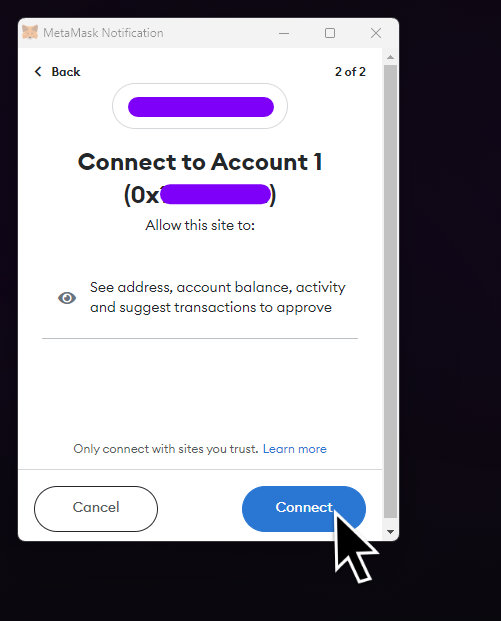 MetaMask Notification
Back
2 of 2
Connect to Account 1
(0x )
Allow this site to:
See address, account balance, activity
and suggest transactions to approve
Only connect with sites you trust. Learn more
Cancel
Connect